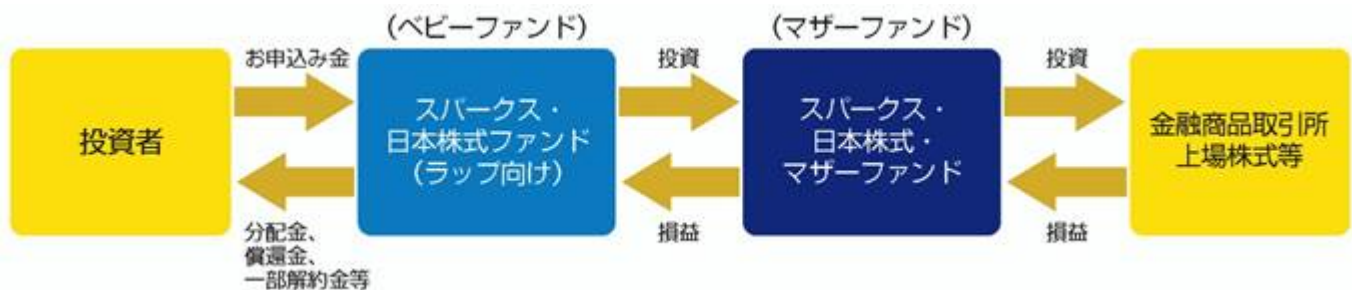 (ベビーファンド)
(マザーファンド)
お申込み金
投資
投資
投資者
スパークス・
日本株式ファンド
(ラップ向け)
スパークス・
日本株式・
マザーファンド
金融商品取引所
上場株式等
分配金、
償還金、
一部解約金等
損益
損益